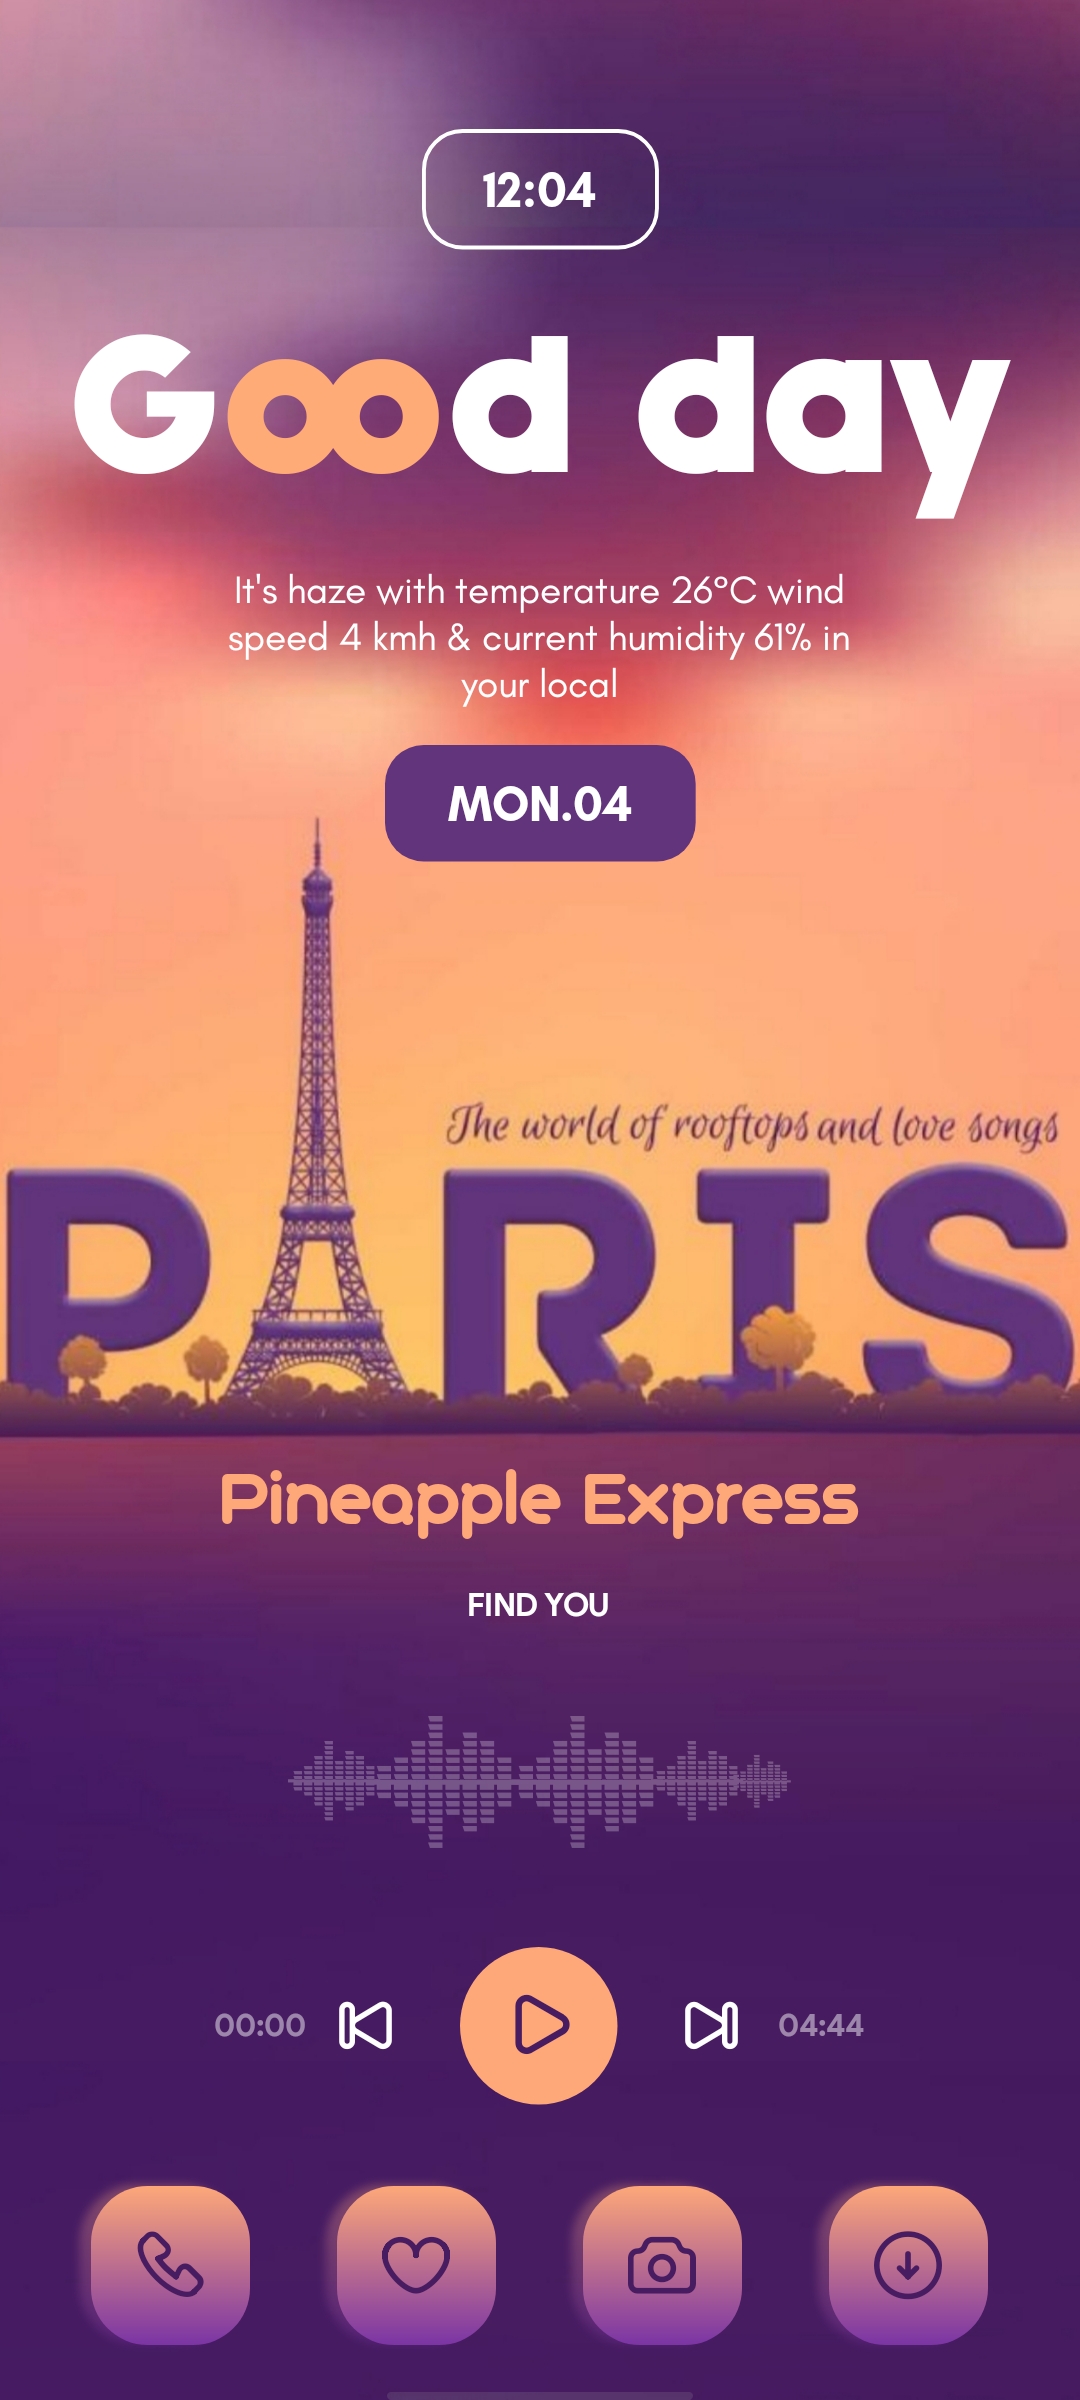 12:04
Good day
It's haze with temperature 26°C wind
speed 4 kmh & current humidity 61% in
your local
MON.04
The world of rooftops and love songs
PARIS
Pineapple Express
FIND YOU
00:00 04:44